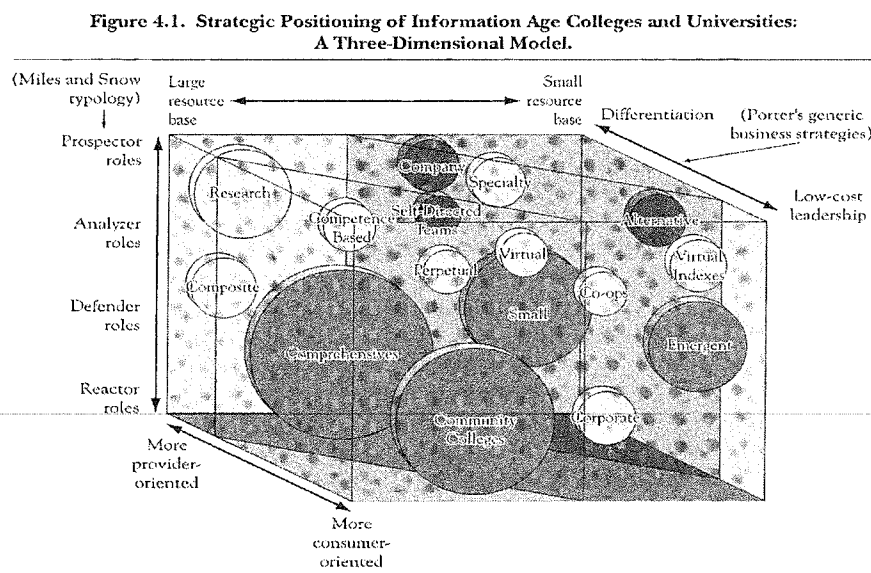 Figure 4.1. Strategic Positioning of Information Age Colleges and Universities:
A Three-Dimensional Model.
(Miles and Snow
typology)
Large
resource
base
Small
resource
base
Differentiation
(Porter's generic
business strategies)
Low-cost
leadership
Prospector
roles
Analyzer
roles
Defender
roles
Reactor
roles
Company
Research
Specialty
Competence
Based
Self-Directed
Teams
Alternative
Composite
Perpetual
Virtual
Virtual
Indexes
Co-ops
Small
Comprehensives
Emergent
Community
Colleges
Corporate
More
provider-
oriented
More
consumer-
oriented